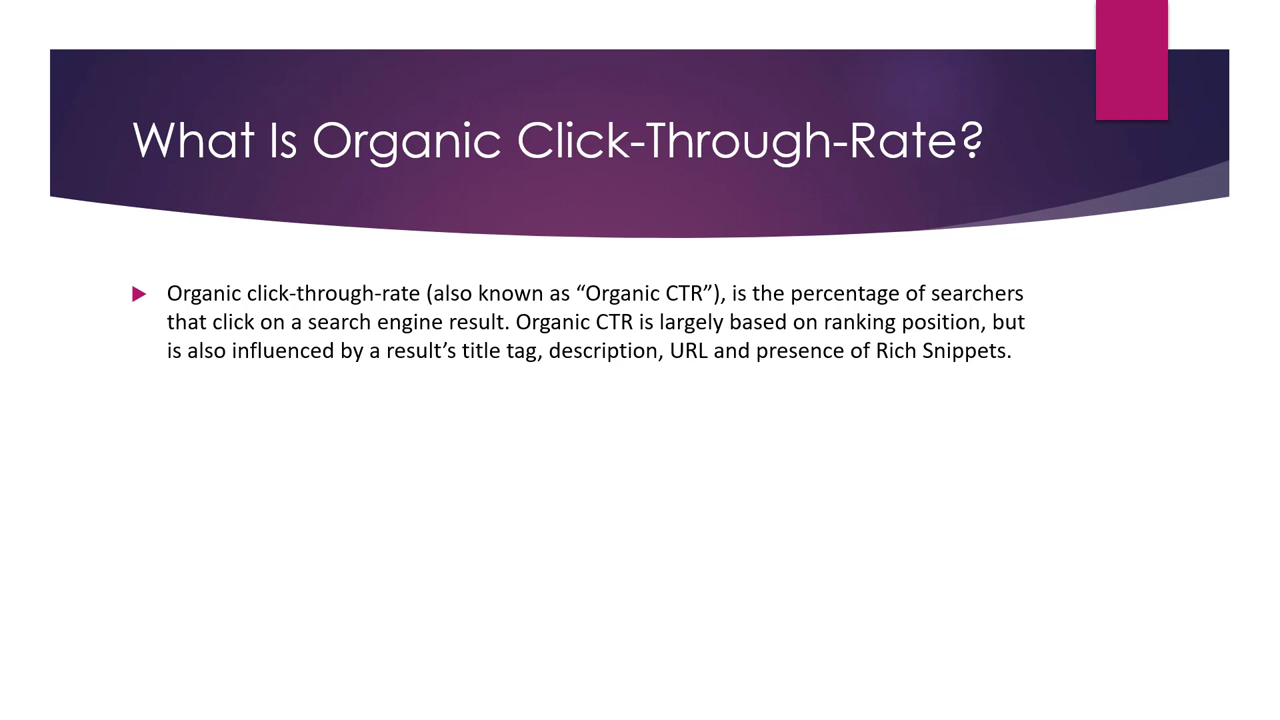 What Is Organic Click-Through-Rate?
Organic click-through-rate (also known as “Organic CTR”), is the percentage of searchers
that click on a search engine result. Organic CTR is largely based on ranking position, but
is also influenced by a result’s title tag, description, URL and presence of Rich Snippets.